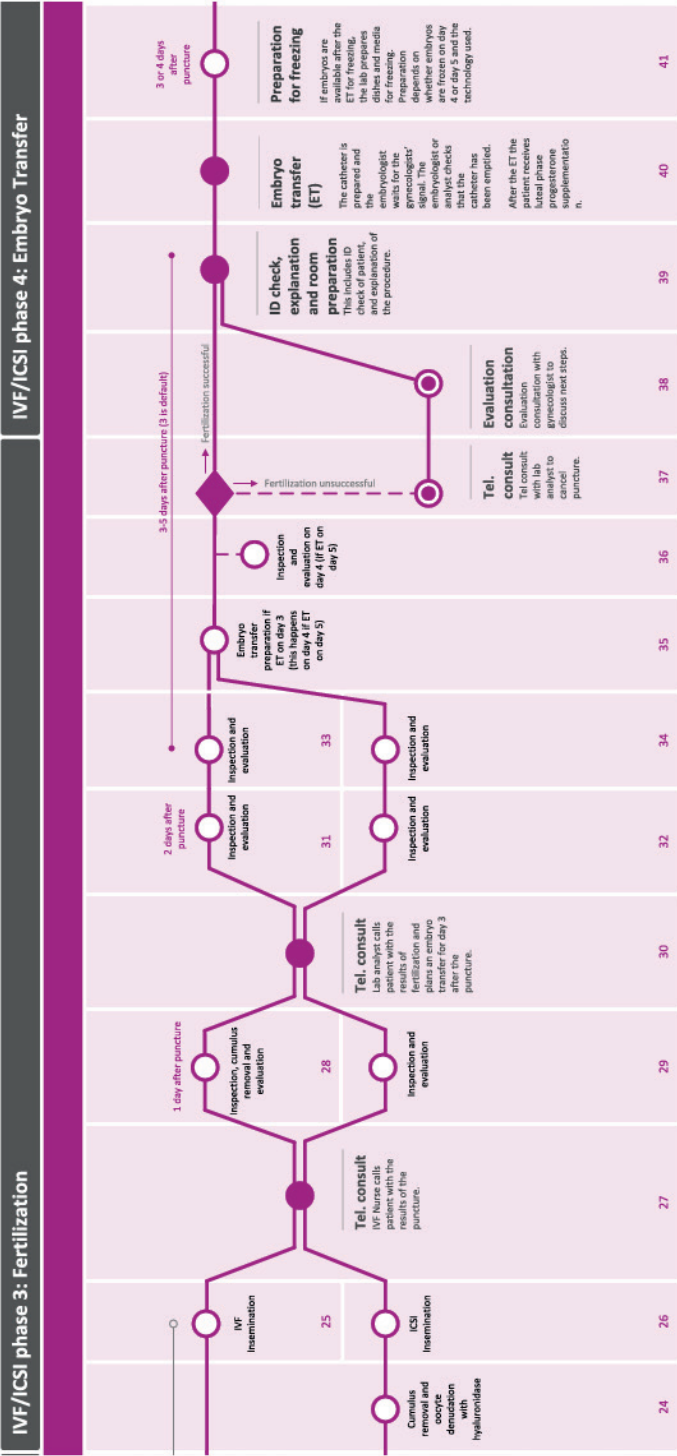 IVF/ICSI phase 3: Fertilization
IVF/ICSI phase 4: Embryo Transfer
Cumulus
removal and
oocyte
denudation
with
hyaluronidase
24
IVF
Insemination
25
ICSI
Insemination
26
Tel. consult
IVF Nurse calls
patient with the
results of the
puncture.
27
1 day after puncture
Inspection, cumulus
removal and
evaluation
28
Inspection and
evaluation
29
Tel. consult
Lab analyst calls
patient with the
results of
fertilization and
plans an embryo
transfer for day 3
after the
puncture.
30
2 days after
puncture
Inspection and
evaluation
31
Inspection and
evaluation
32
Inspection and
evaluation
33
Inspection and
evaluation
34
3-5 days after puncture (3 is default)
Embryo
transfer
preparation if
ET on day 3
(this happens
on day 4 if ET
on day 5)
35
Inspection
and
evaluation on
day 4 (if ET on
day 5)
36
Fertilization successful
Fertilization unsuccessful
Tel.
consult
Tel consult
with lab
analyst to
cancel
puncture.
37
Evaluation
consultation
Evaluation
consultation with
gynecologist to
discuss next steps.
38
ID check,
explanation
and room
preparation
This includes ID
check of patient,
and explanation of
the procedure.
39
Embryo
transfer
(ET)
The catheter is
prepared and
the
embryologist
waits for the
gynecologists'
signal. The
embryologist or
analyst checks
that the
catheter has
been emptied.
After the ET the
patient receives
luteal phase
progesterone
supplementatio
n.
40
3 or 4 days
after
puncture
Preparation
for freezing
If embryos are
available after the
ET for freezing,
the lab prepares
dishes and media
for freezing.
Preparation
depends on
whether embryos
are frozen on day
4 or day 5 and the
technology used.
41